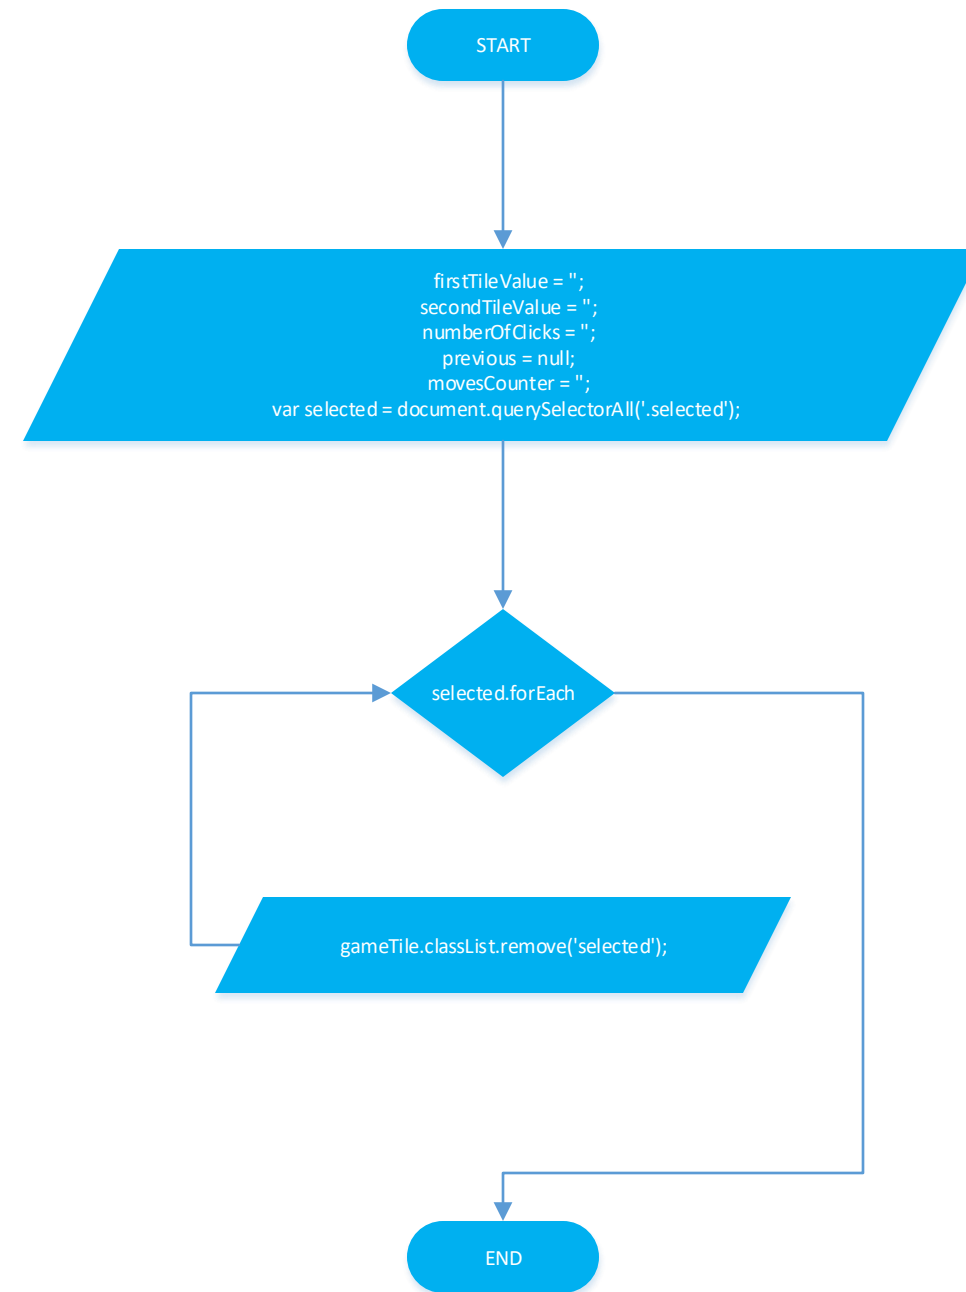 START
firstTileValue = '';
secondTileValue = '';
numberOfClicks = '';
previous = null;
movesCounter = '';
var selected = document.querySelectorAll('.selected');
selected.forEach
gameTile.classList.remove('selected');
END